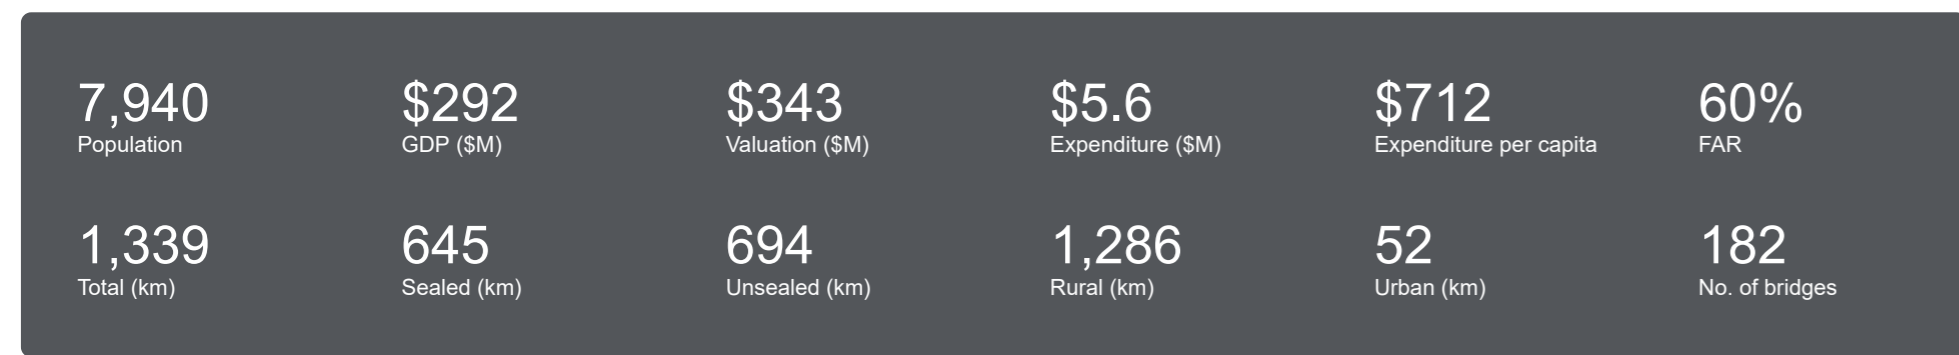 7,940 $292 $343 $5.6 $712 60%
Population GDP ($M) Valuation ($M) Expenditure ($M) Expenditure per capita FAR
1,339 645 694 1,286 52 182
Total (km) Sealed (km) Unsealed (km) Rural (km) Urban (km) No. of bridges